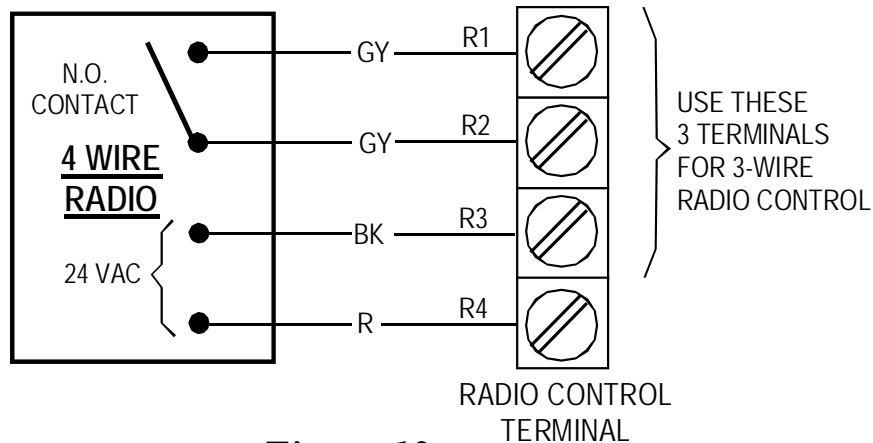 N.O.
CONTACT
4 WIRE
RADIO
24 VAC
GY
R1
GY
R2
BK
R3
R
R4
USE THESE
3 TERMINALS
FOR 3-WIRE
RADIO CONTROL
RADIO CONTROL
TERMINAL